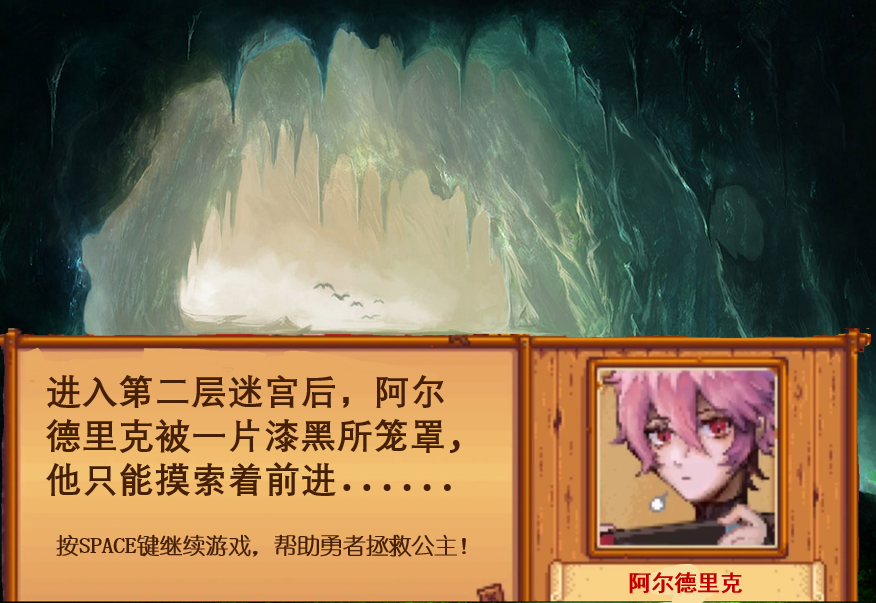 进入第二层迷宫后，阿尔
德里克被一片漆黑所笼罩，
他只能摸索着前进......
按SPACE键继续游戏，帮助勇者拯救公主！
阿尔德里克